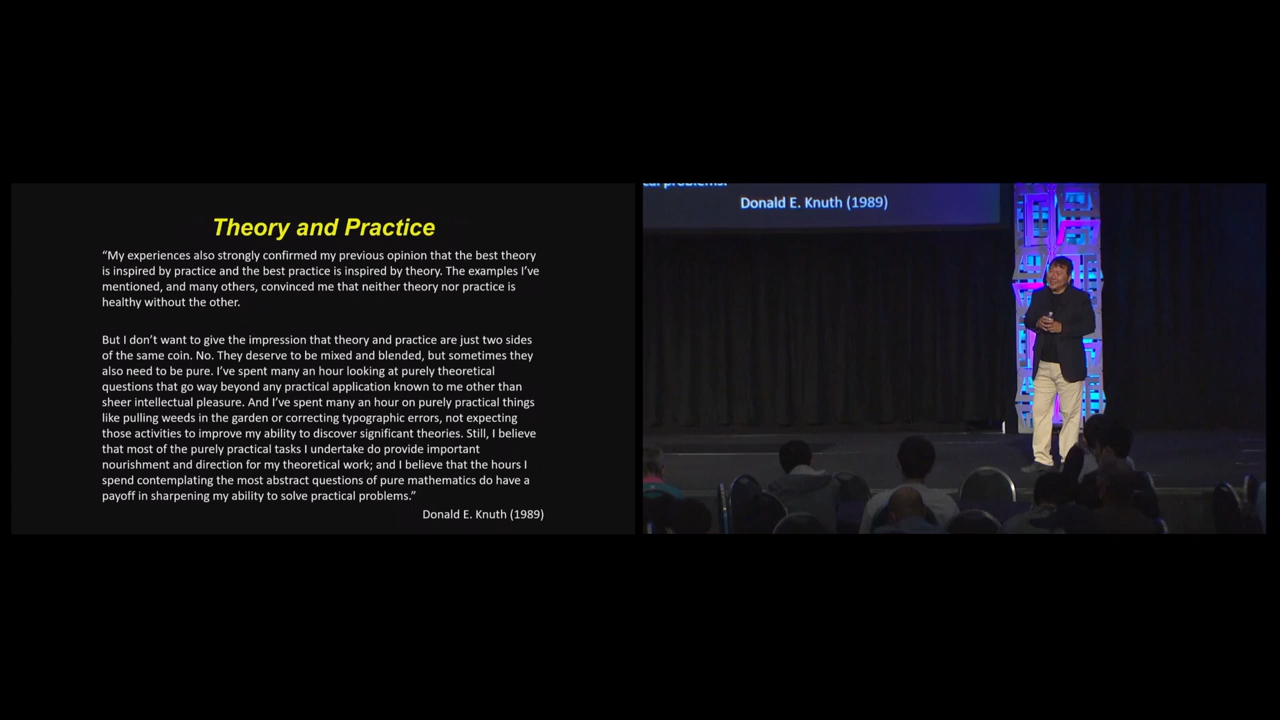 Theory and Practice
“My experiences also strongly confirmed my previous opinion that the best theory
is inspired by practice and the best practice is inspired by theory. The examples I’ve
mentioned, and many others, convinced me that neither theory nor practice is
healthy without the other.
But I don’t want to give the impression that theory and practice are just two sides
of the same coin. No. They deserve to be mixed and blended, but sometimes they
also need to be pure. I’ve spent many an hour looking at purely theoretical
questions that go way beyond any practical application known to me other than
sheer intellectual pleasure. And I’ve spent many an hour on purely practical things
like pulling weeds in the garden or correcting typographic errors, not expecting
those activities to improve my ability to discover significant theories. Still, I believe
that most of the purely practical tasks I undertake do provide important
nourishment and direction for my theoretical work; and I believe that the hours I
spend contemplating the most abstract questions of pure mathematics do have a
payoff in sharpening my ability to solve practical problems.”
Donald E. Knuth (1989)
cal problems.”
Donald E. Knuth (1989)